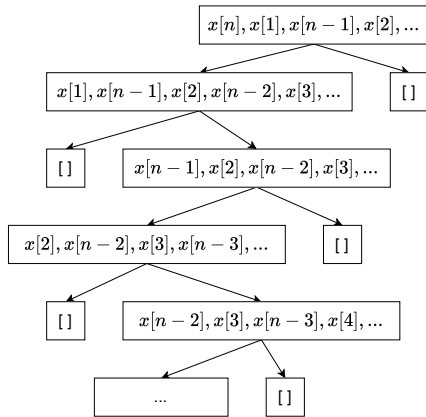 x[n], x[1], x[n − 1], x[2], ...
x[1], x[n − 1], x[2], x[n − 2], x[3], ...
[ ]
[ ]
x[n − 1], x[2], x[n − 2], x[3], ...
x[2], x[n − 2], x[3], x[n − 3], ...
[ ]
[ ]
x[n − 2], x[3], x[n − 3], x[4], ...
...
[ ]